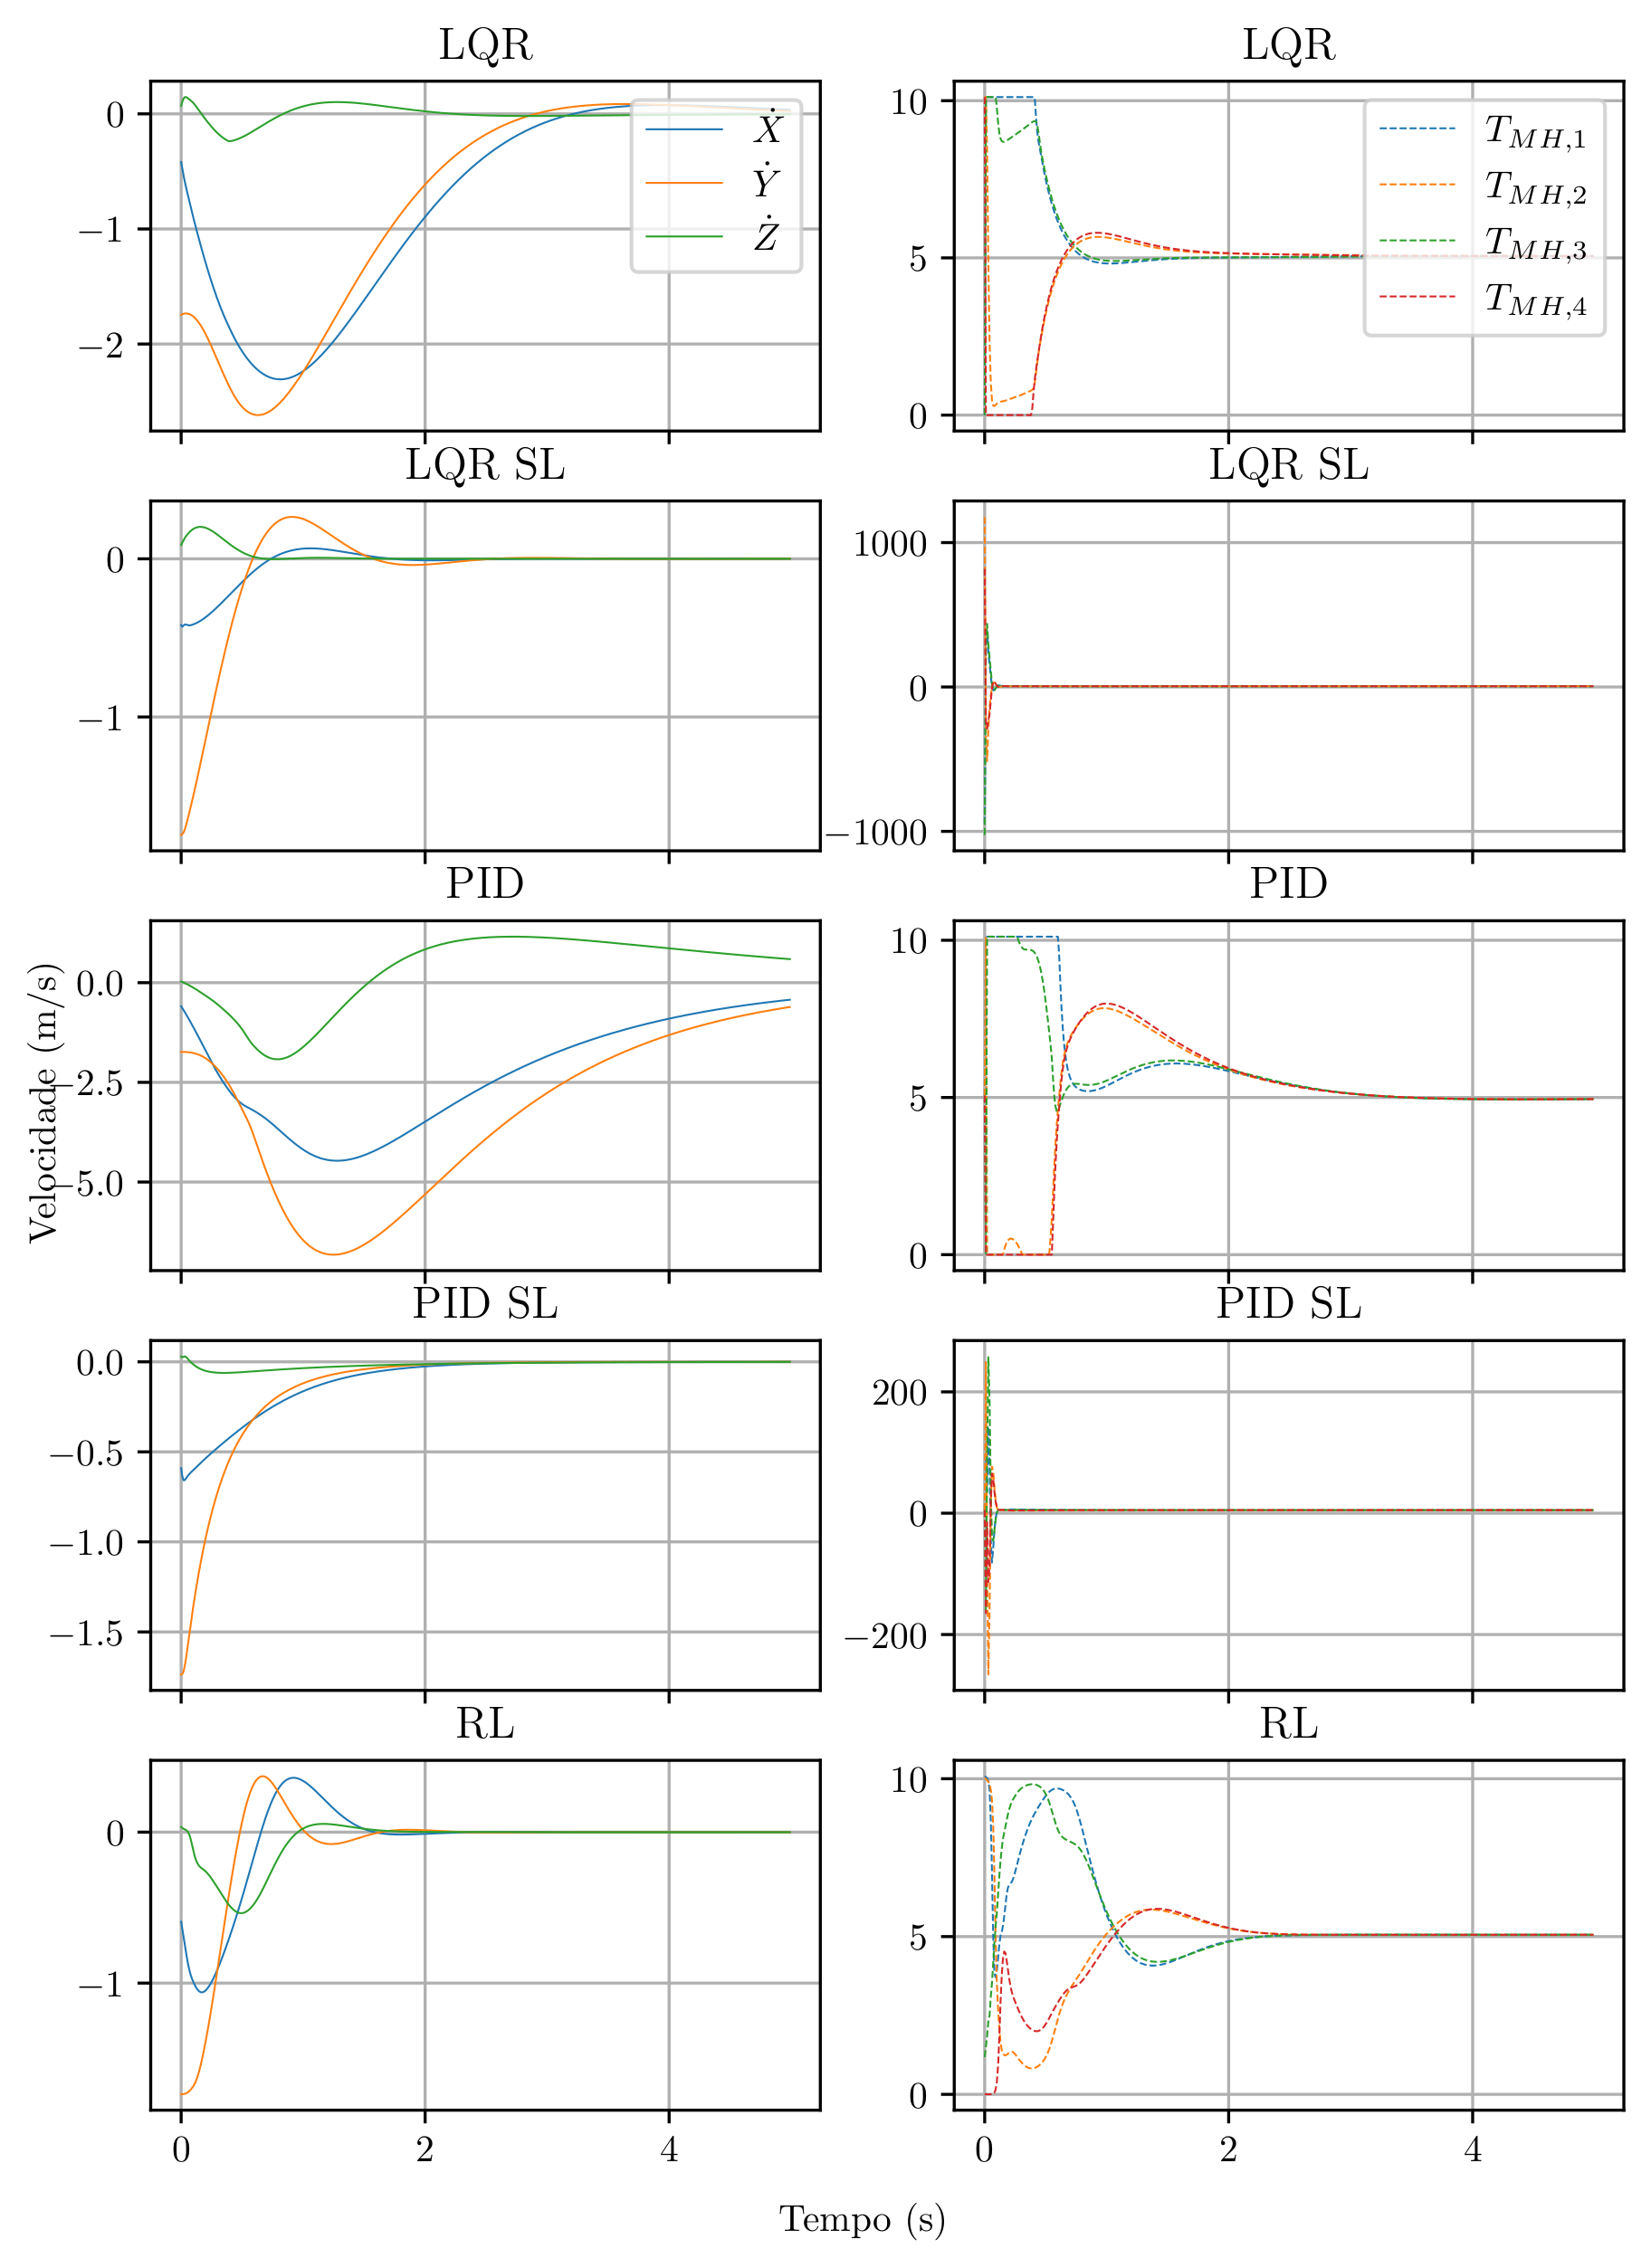 LQR LQR
0
−1
−2
Ẋ
Ẏ
Ż
10
5
0
T_{MH,1}
T_{MH,2}
T_{MH,3}
T_{MH,4}
LQR SL LQR SL
0
−1
1000
0
−1000
PID PID
Velocidade (m/s)
0.0
−2.5
−5.0
10
5
0
PID SL PID SL
0.0
−0.5
−1.0
−1.5
200
0
−200
RL RL
0
−1
10
5
0
0 2 4 0 2 4
Tempo (s)